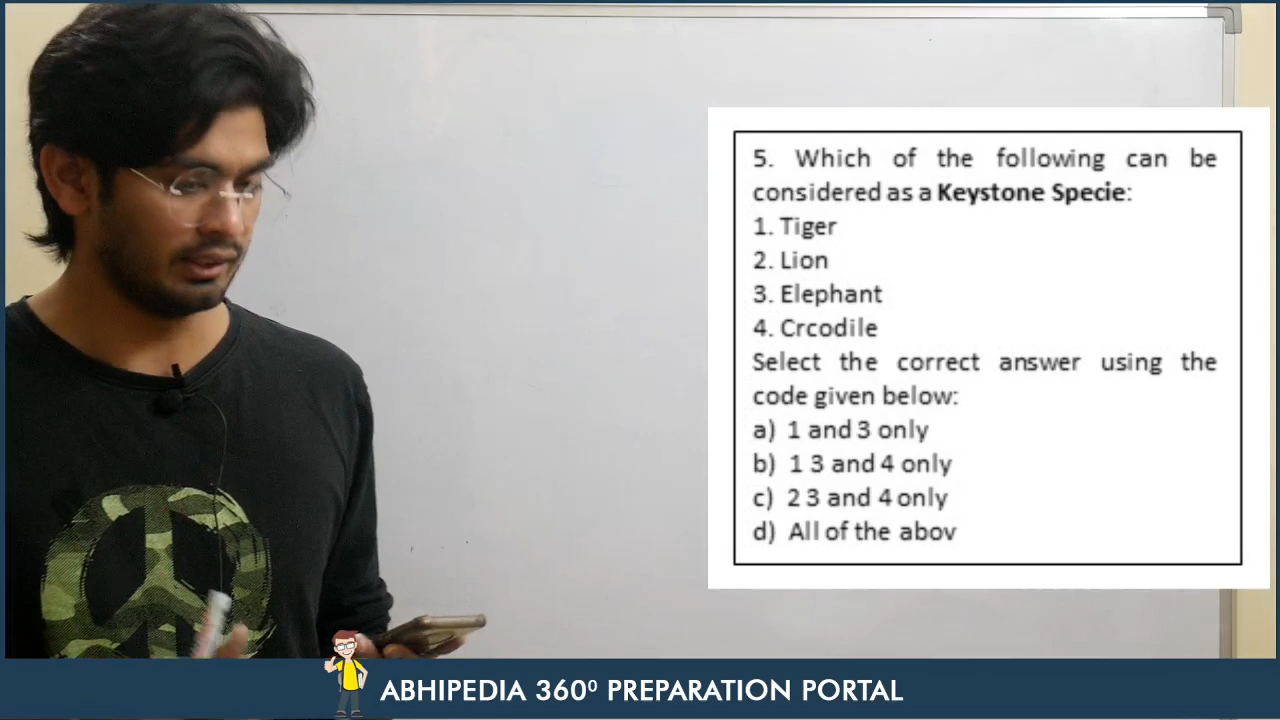 5. Which of the following can be
considered as a Keystone Specie:
1. Tiger
2. Lion
3. Elephant
4. Crcodile
Select the correct answer using the
code given below:
a) 1 and 3 only
b) 1 3 and 4 only
c) 2 3 and 4 only
d) All of the abov
ABHIPEDIA 360⁰ PREPARATION PORTAL